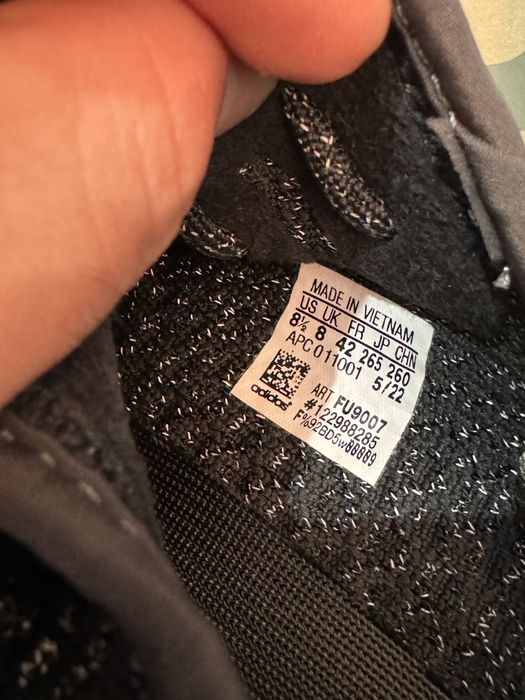 MADE IN VIETNAM
US UK FR JP CHN
8½ 8 42 265 260
APC 011001 5/22
ART FU9007
#122988285
adidas